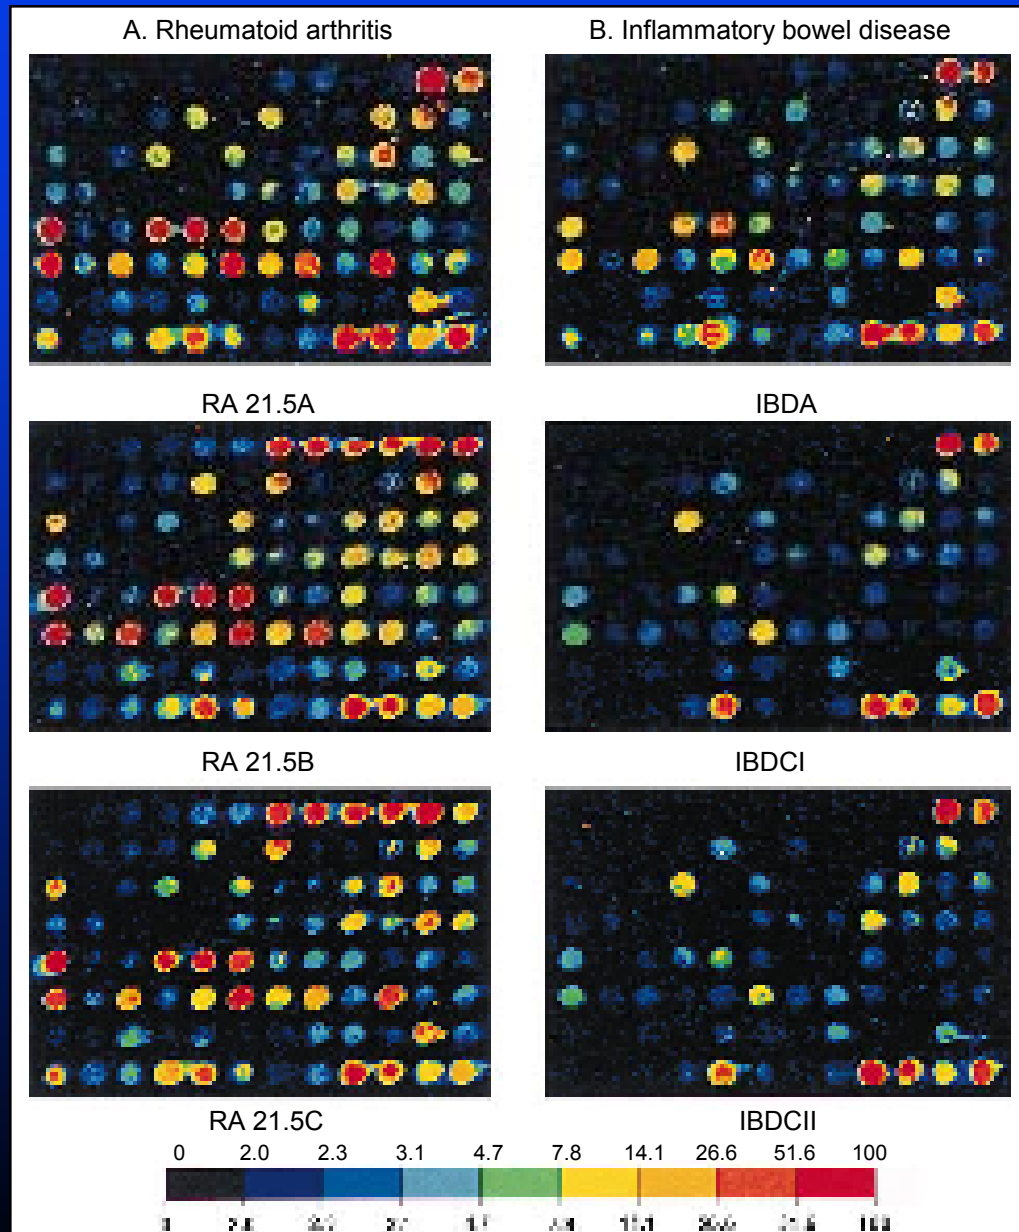 A. Rheumatoid arthritis
B. Inflammatory bowel disease
RA 21.5A
IBDA
RA 21.5B
IBDCI
RA 21.5C
IBDCII
0 2.0 2.3 3.1 4.7 7.8 14.1 26.6 51.6 100